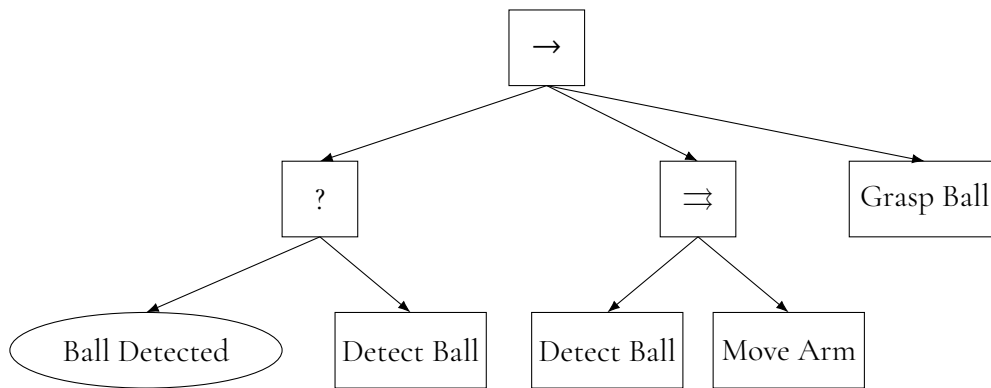 →
?
⇉
Grasp Ball
Ball Detected
Detect Ball
Detect Ball
Move Arm